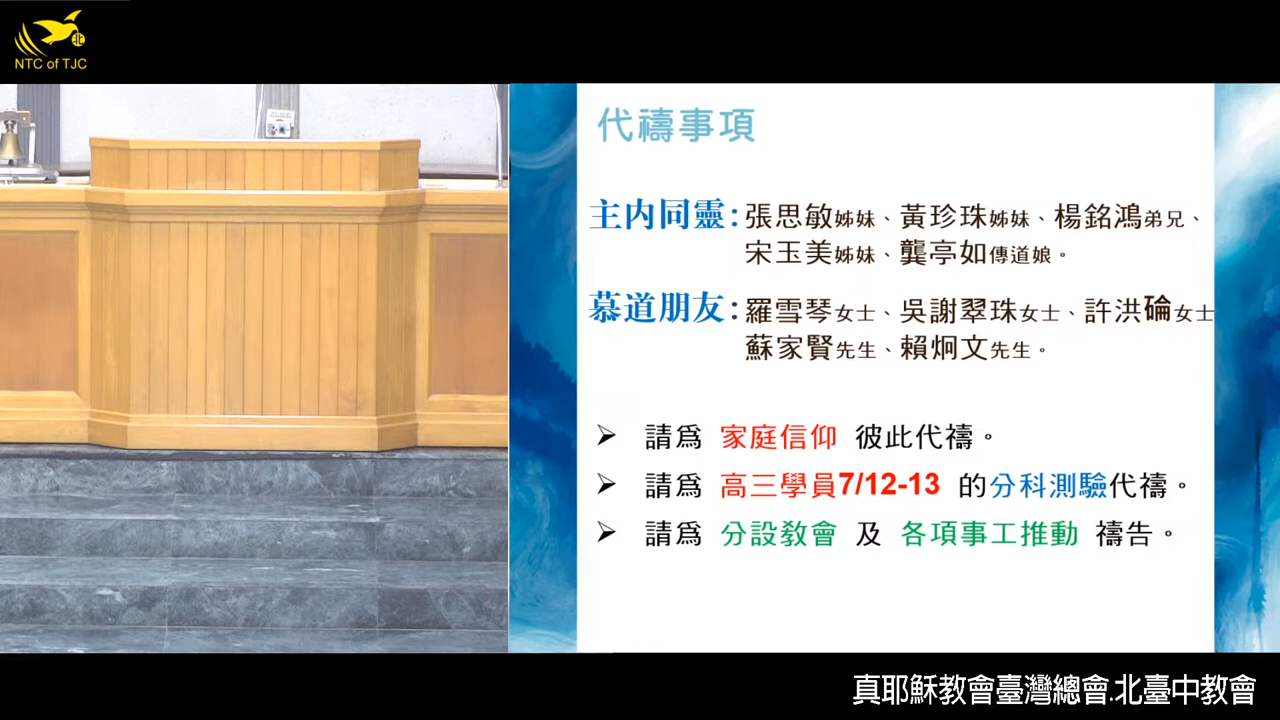 NTC of TJC
北
代禱事項
主內同靈：張思敏姊妹、黃珍珠姊妹、楊銘鴻弟兄、
宋玉美姊妹、龔亭如傳道娘。
慕道朋友：羅雪琴女士、吳謝翠珠女士、許洪碖女士
蘇家賢先生、賴炯文先生。
➢ 請為 家庭信仰 彼此代禱。
➢ 請為 高三學員7/12-13 的分科測驗代禱。
➢ 請為 分設教會 及 各項事工推動 禱告。
真耶穌教會臺灣總會.北臺中教會